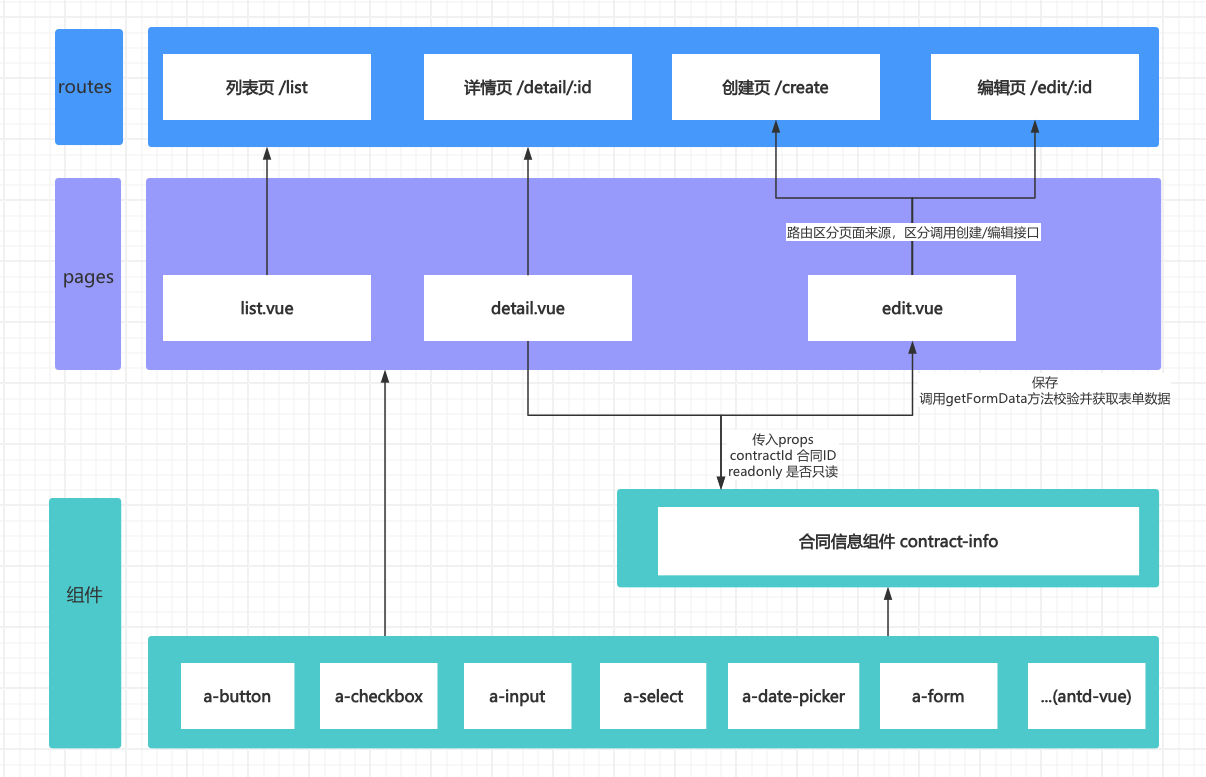 routes
列表页 /list
详情页 /detail/:id
创建页 /create
编辑页 /edit/:id
pages
路由区分页面来源，区分调用创建/编辑接口
list.vue
detail.vue
edit.vue
保存
调用getFormData方法校验并获取表单数据
传入props
contractId 合同ID
readonly 是否只读
组件
合同信息组件 contract-info
a-button
a-checkbox
a-input
a-select
a-date-picker
a-form
...(antd-vue)